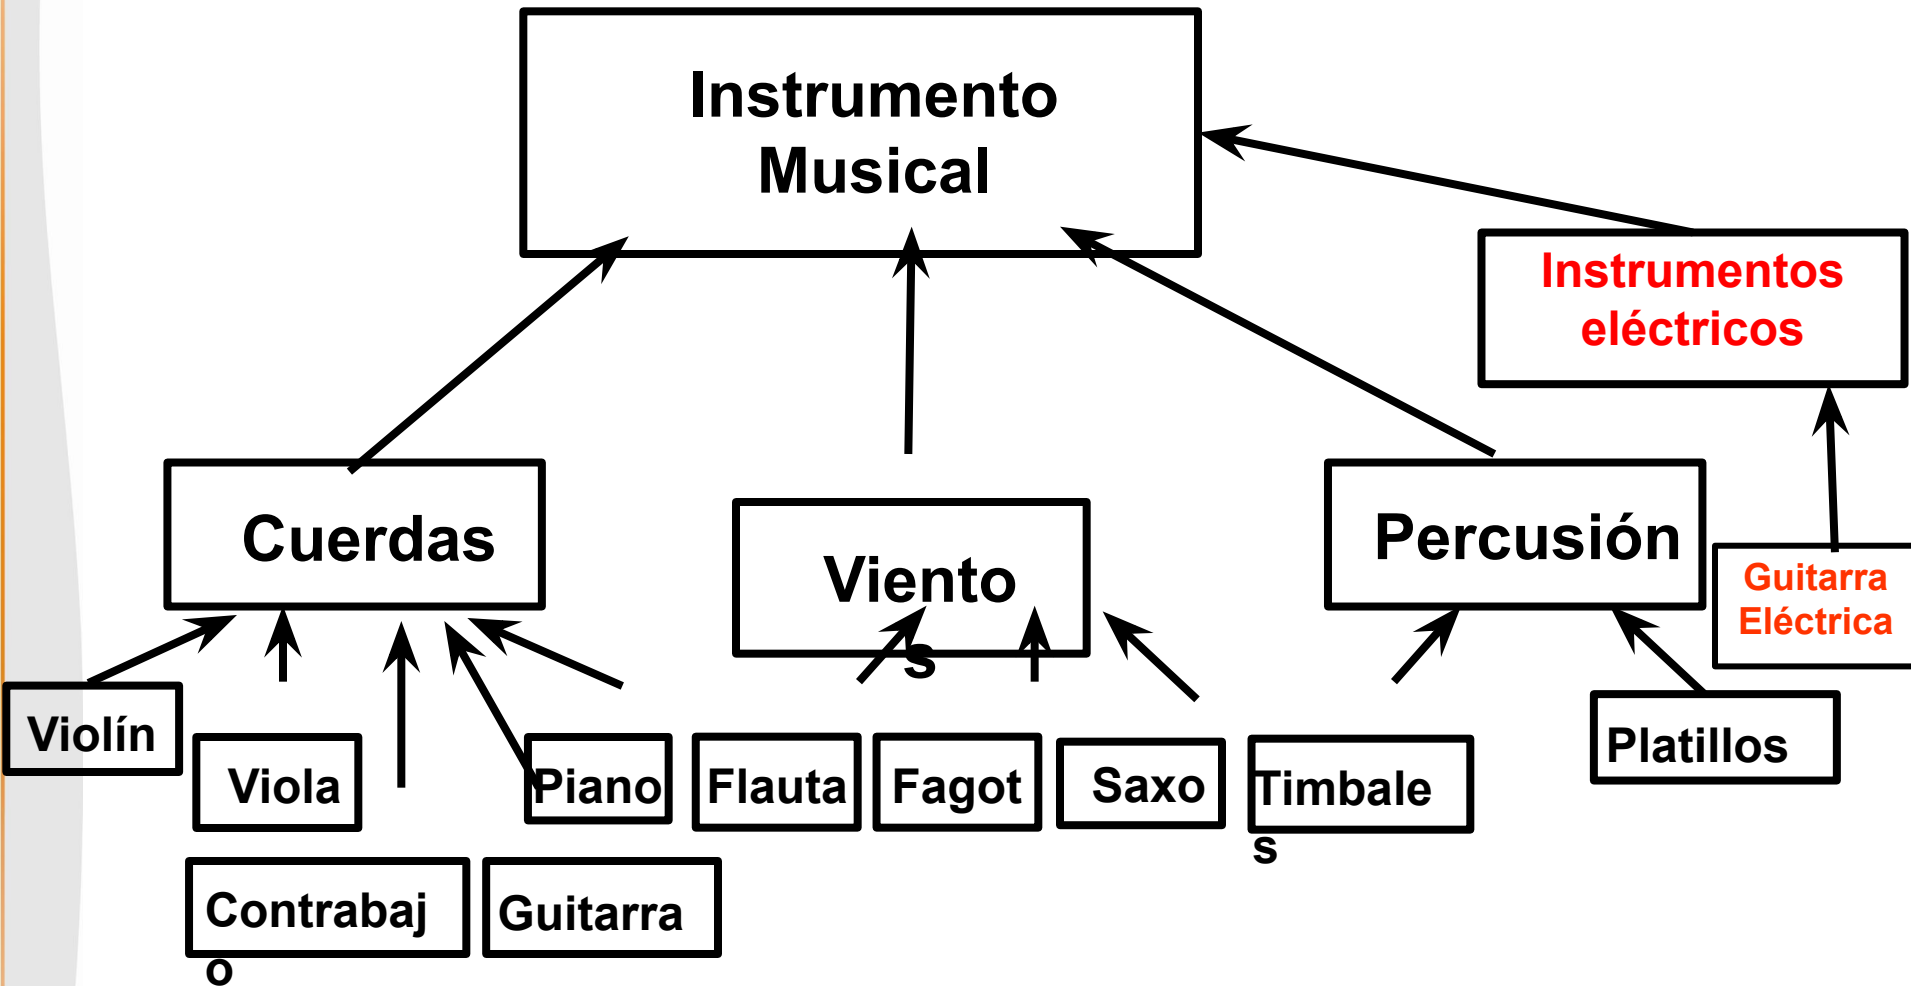 Instrumento
Musical
Instrumentos
eléctricos
Cuerdas
Viento
s
Percusión
Guitarra
Eléctrica
Violín
Viola
Piano
Flauta
Fagot
Saxo
Timbale
s
Platillos
Contrabaj
o
Guitarra